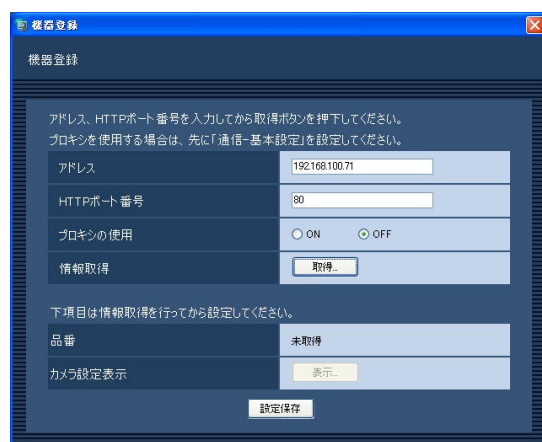 機器登録
機器登録
アドレス、HTTPポート番号を入力してから取得ボタンを押下してください。
プロキシを使用する場合は、先に「通信-基本設定」を設定してください。
アドレス 192.168.100.71
HTTPポート番号 80
プロキシの使用 ON OFF
情報取得 取得...
下項目は情報取得を行ってから設定してください。
品番 未取得
カメラ設定表示 表示...
設定保存